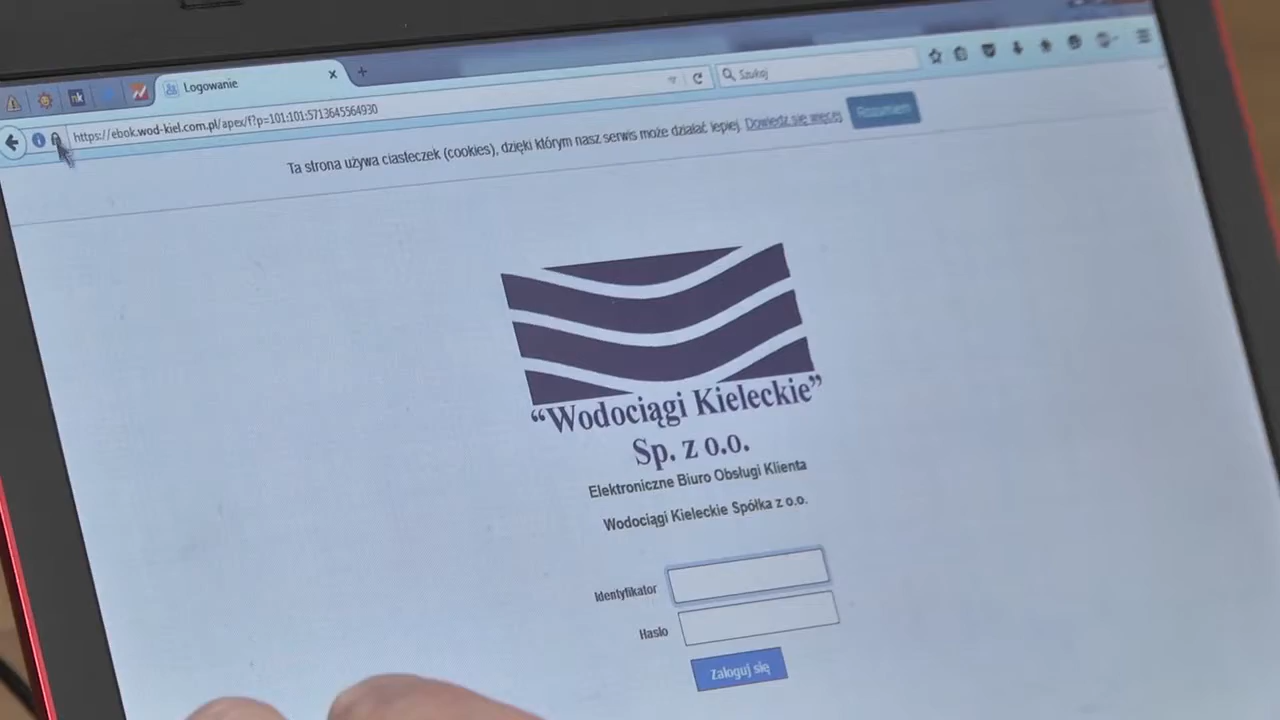 nk
Logowanie
https://ebok.wod-kiel.com.pl/apex/f?p=101:101:5713645564930
Szukaj
Ta strona używa ciasteczek (cookies), dzięki którym nasz serwis może działać lepiej. Dowiedz się więcej Rozumiem
“Wodociągi Kieleckie”
Sp. z o.o.
Elektroniczne Biuro Obsługi Klienta
Wodociągi Kieleckie Spółka z o.o.
Identyfikator
Hasło
Zaloguj się